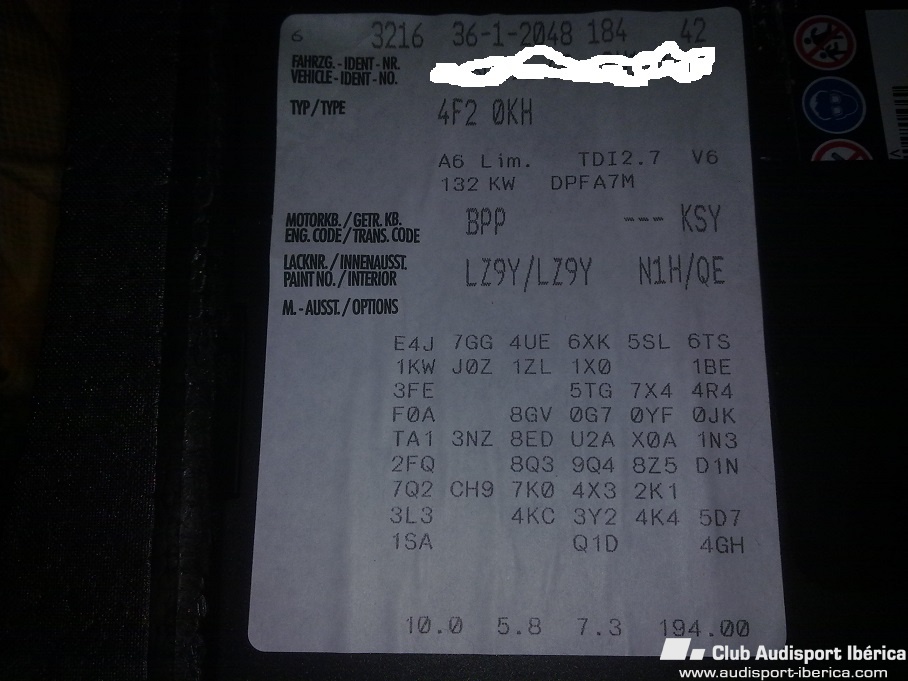 6 3216 36-1-2048 184 42
FAHRZG.-IDENT-NR.
VEHICLE-IDENT-NO.
TYP/TYPE 4F2 0KH
A6 Lim. TDI2.7 V6
132 KW DPFA7M
MOTORKB./GETR.KB.
ENG.CODE/TRANS.CODE BPP --- KSY
LACKNR./INNENAUSST.
PAINT NO./INTERIOR LZ9Y/LZ9Y N1H/QE
M.-AUSST./OPTIONS
E4J 7GG 4UE 6XK 5SL 6TS
1KW J0Z 1ZL 1X0 1BE
3FE 5TG 7X4 4R4
F0A 8GV 0G7 0YF 0JK
TA1 3NZ 8ED U2A X0A 1N3
2FQ 8Q3 9Q4 8Z5 D1N
7Q2 CH9 7K0 4X3 2K1
3L3 4KC 3Y2 4K4 5D7
1SA Q1D 4GH
10.0 5.8 7.3 194.00
Club Audisport Ibérica
www.audisport-iberica.com